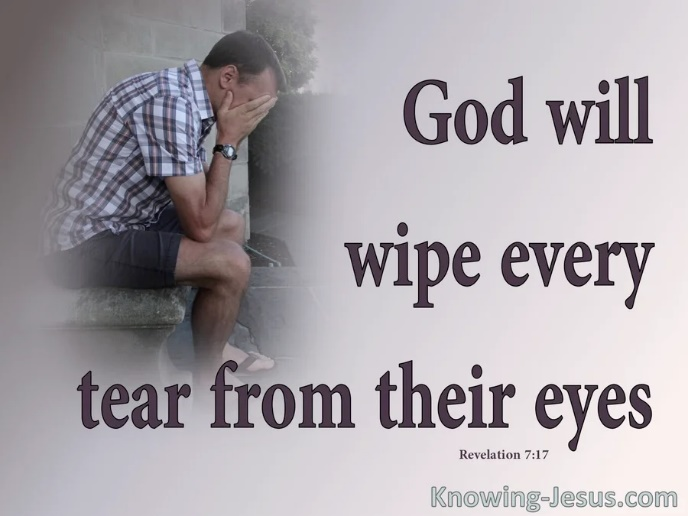 God will
wipe every
tear from their eyes
Revelation 7:17
Knowing-Jesus.com